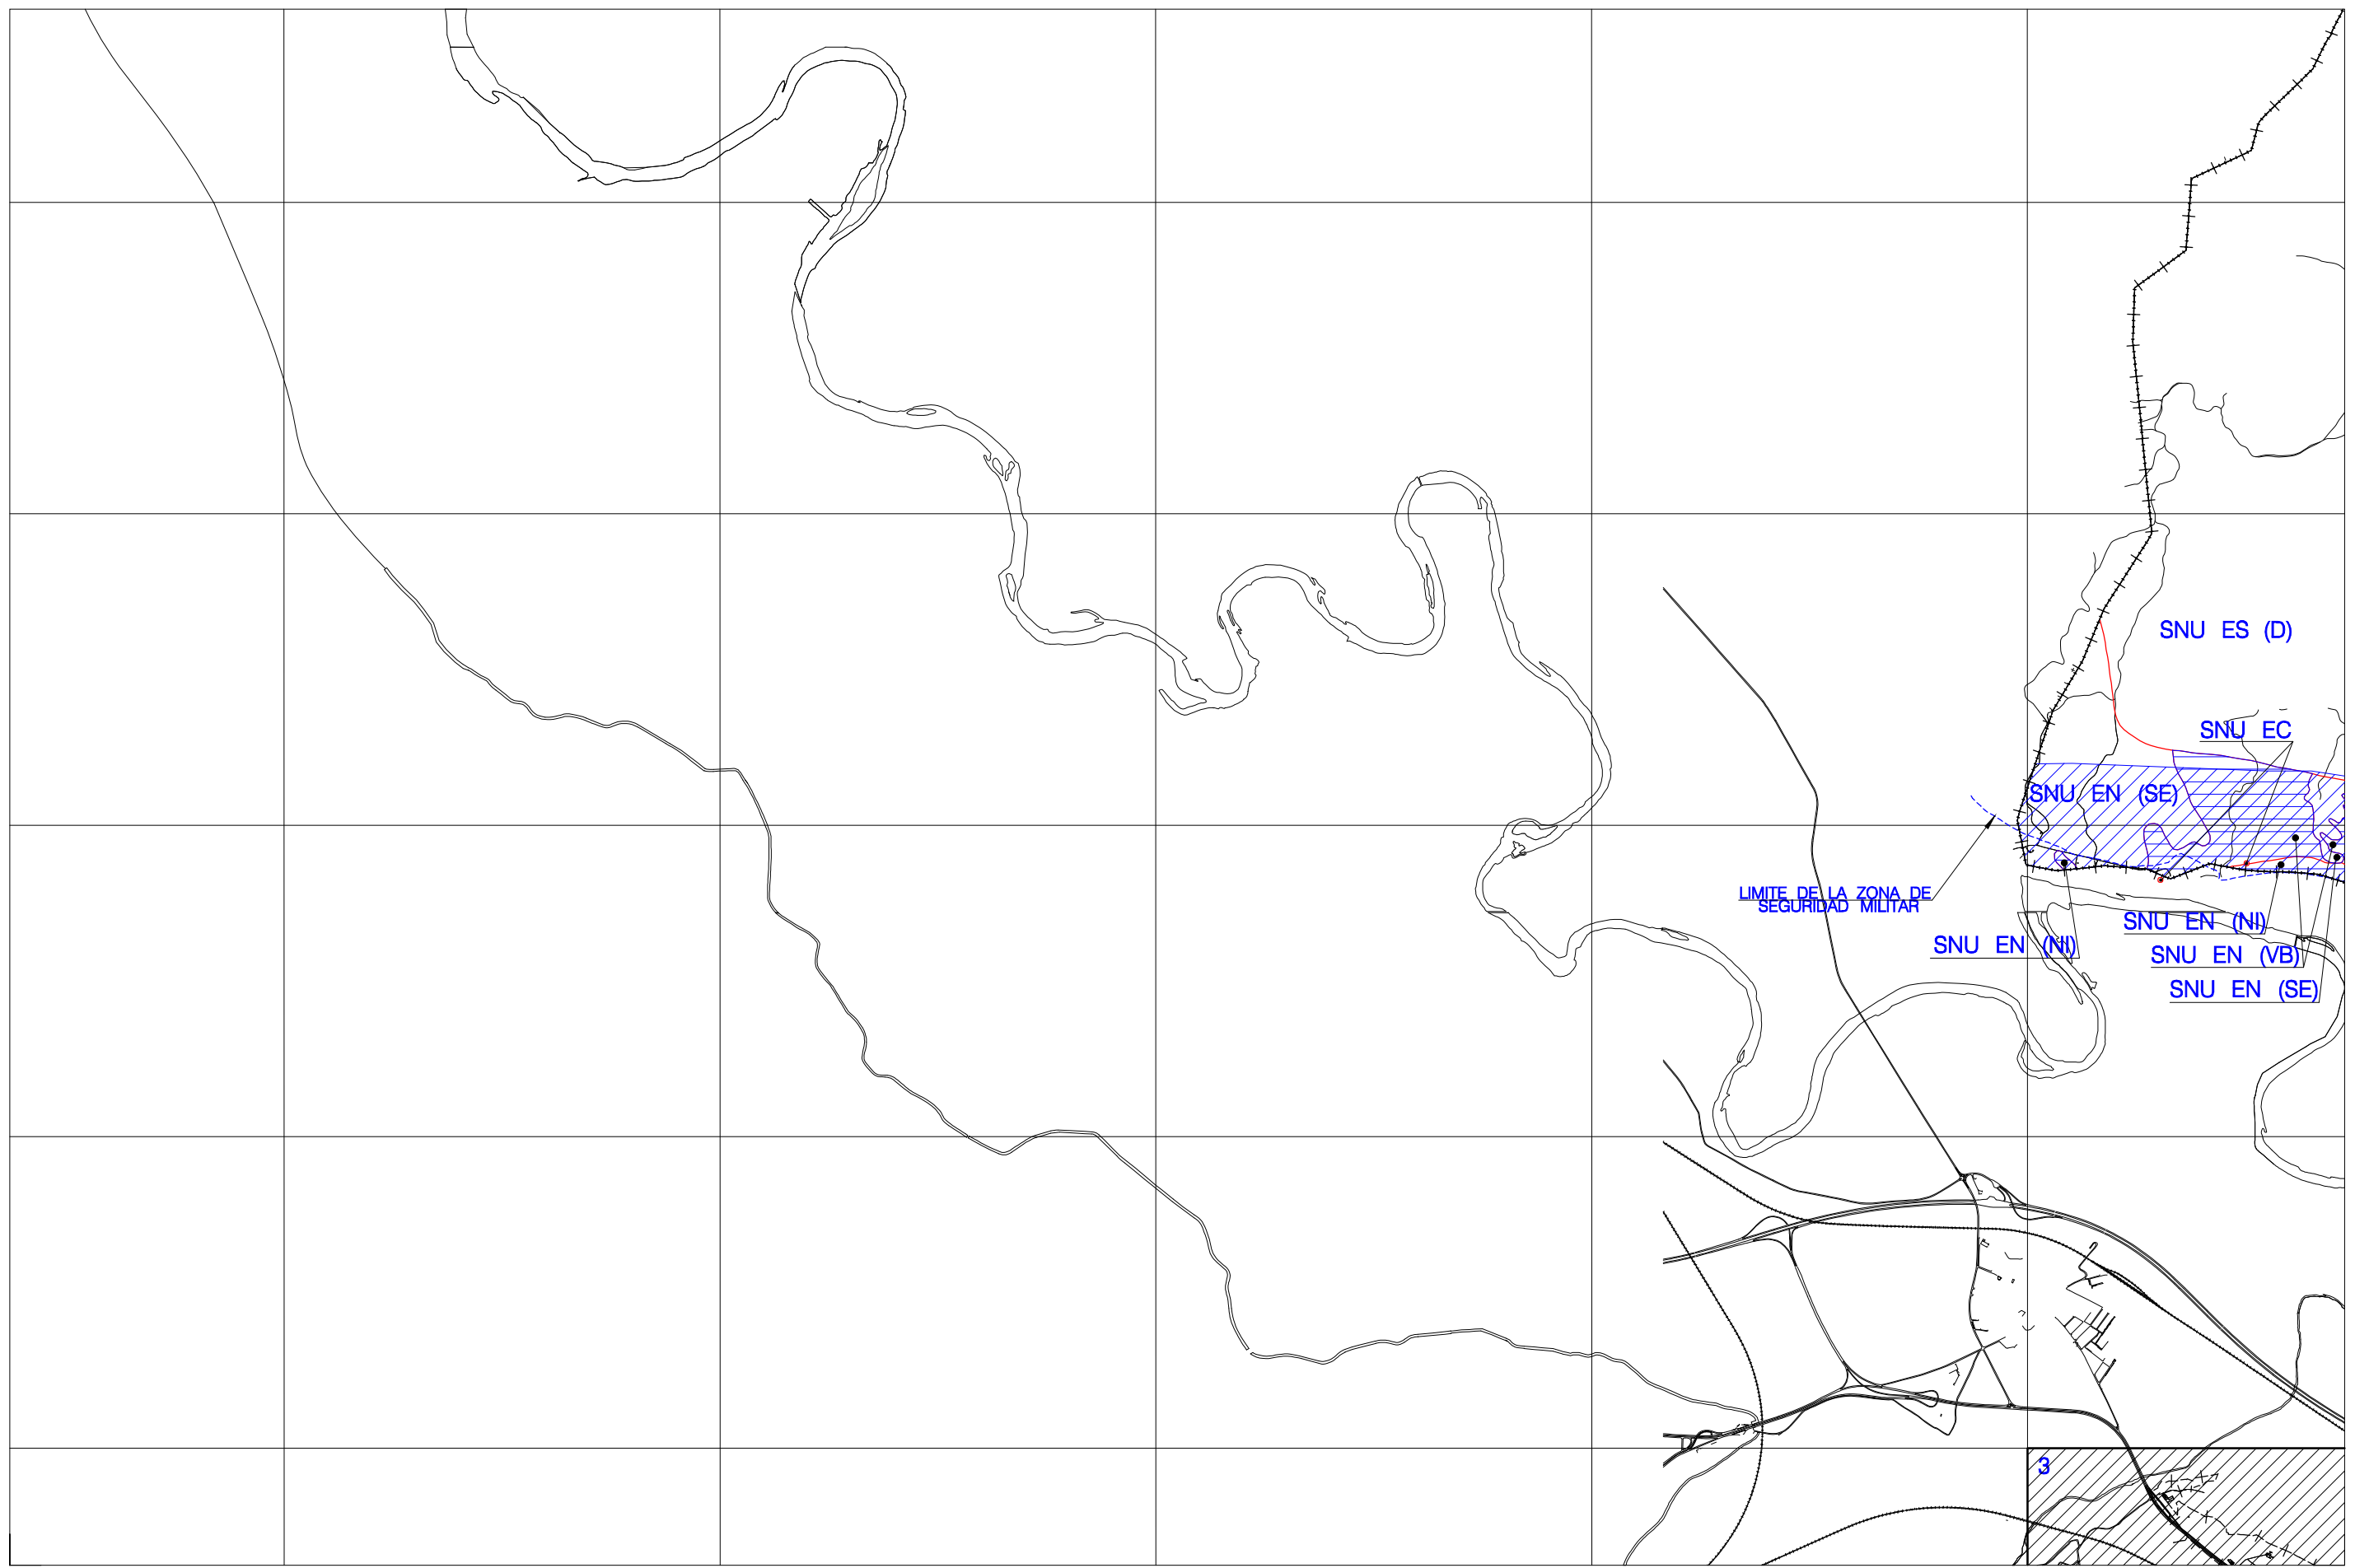 SNU ES (D)
SNU EC
SNU EN (SE)
LIMITE DE LA ZONA DE
SEGURIDAD MILITAR
SNU EN (NI)
SNU EN (NI)
SNU EN (VB)
SNU EN (SE)
3